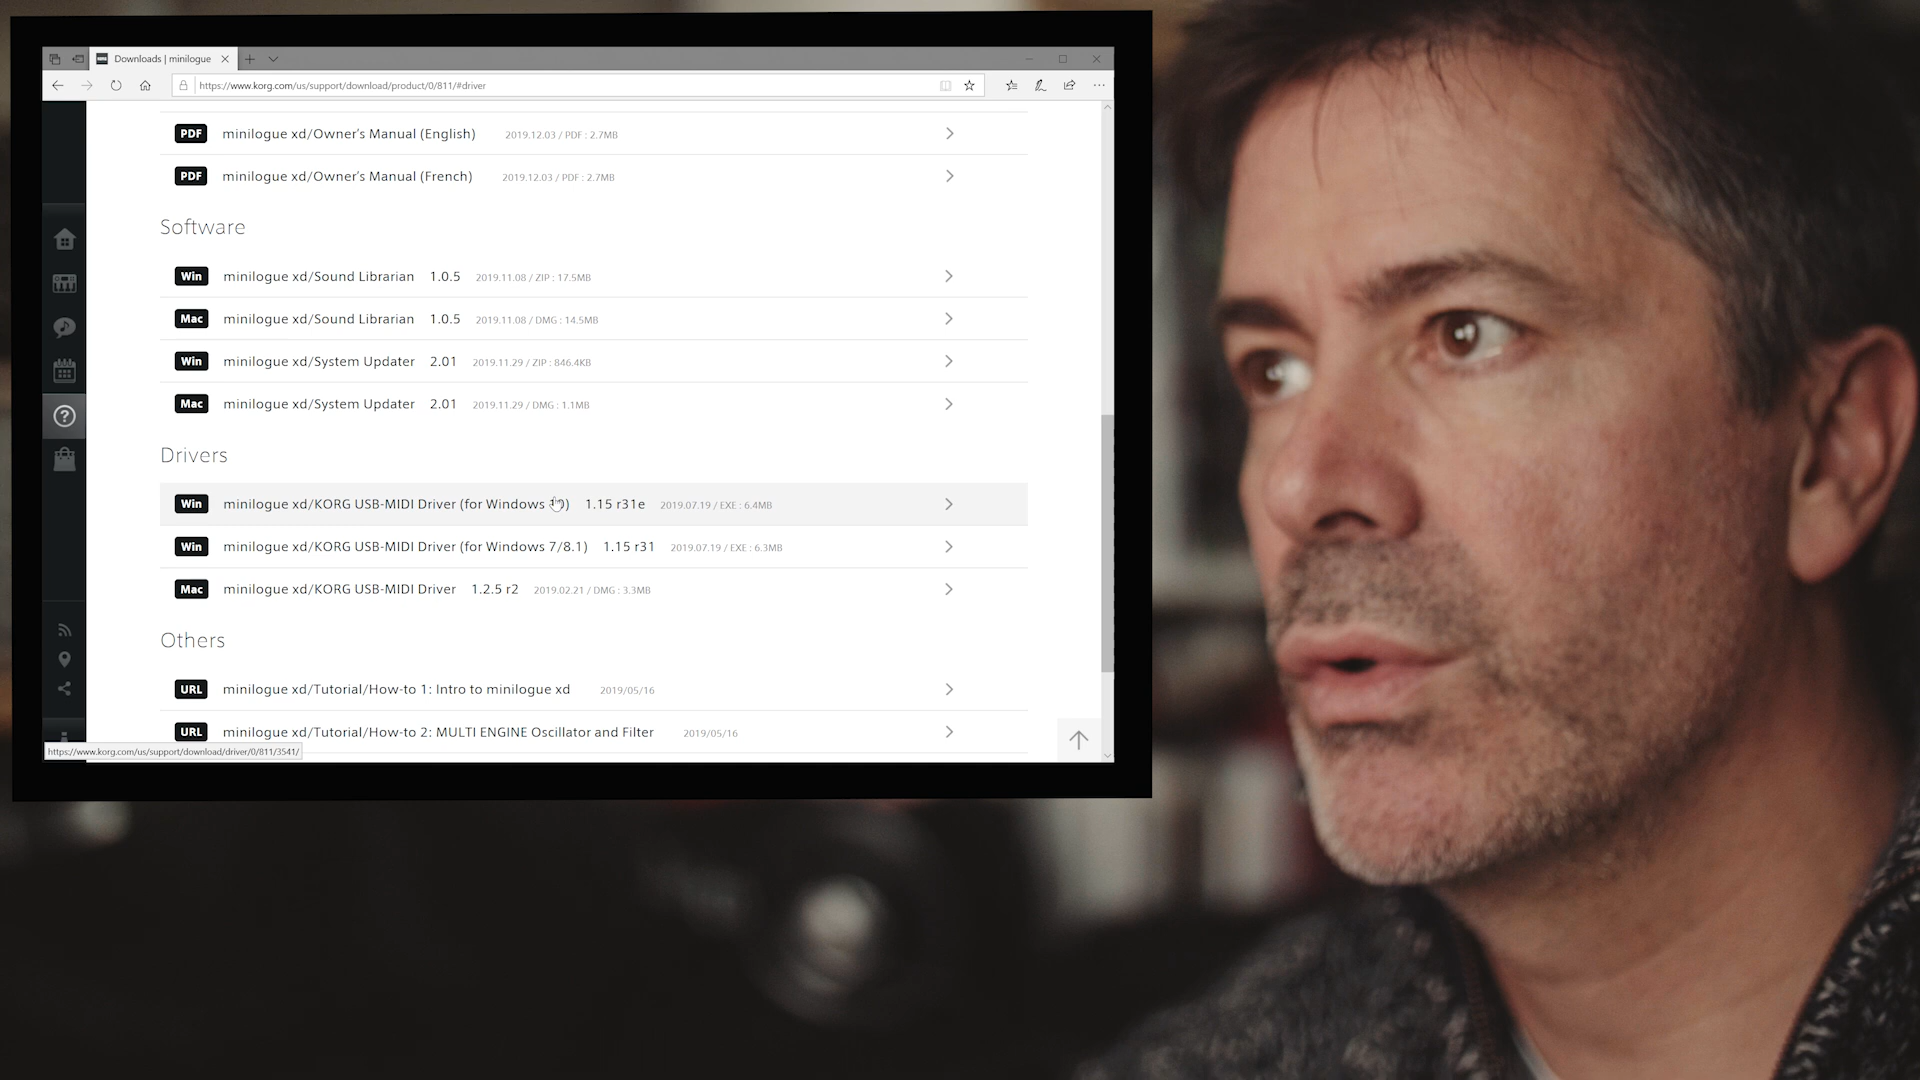 Downloads | minilogue
https://www.korg.com/us/support/download/product/0/811/#driver
PDF minilogue xd/Owner's Manual (English) 2019.12.03 / PDF : 2.7MB
PDF minilogue xd/Owner's Manual (French) 2019.12.03 / PDF : 2.7MB
Software
Win minilogue xd/Sound Librarian 1.0.5 2019.11.08 / ZIP : 17.5MB
Mac minilogue xd/Sound Librarian 1.0.5 2019.11.08 / DMG : 14.5MB
Win minilogue xd/System Updater 2.01 2019.11.29 / ZIP : 846.4KB
Mac minilogue xd/System Updater 2.01 2019.11.29 / DMG : 1.1MB
Drivers
Win minilogue xd/KORG USB-MIDI Driver (for Windows 10) 1.15 r31e 2019.07.19 / EXE : 6.4MB
Win minilogue xd/KORG USB-MIDI Driver (for Windows 7/8.1) 1.15 r31 2019.07.19 / EXE : 6.3MB
Mac minilogue xd/KORG USB-MIDI Driver 1.2.5 r2 2019.02.21 / DMG : 3.3MB
Others
URL minilogue xd/Tutorial/How-to 1: Intro to minilogue xd 2019/05/16
URL minilogue xd/Tutorial/How-to 2: MULTI ENGINE Oscillator and Filter 2019/05/16
https://www.korg.com/us/support/download/driver/0/811/3541/